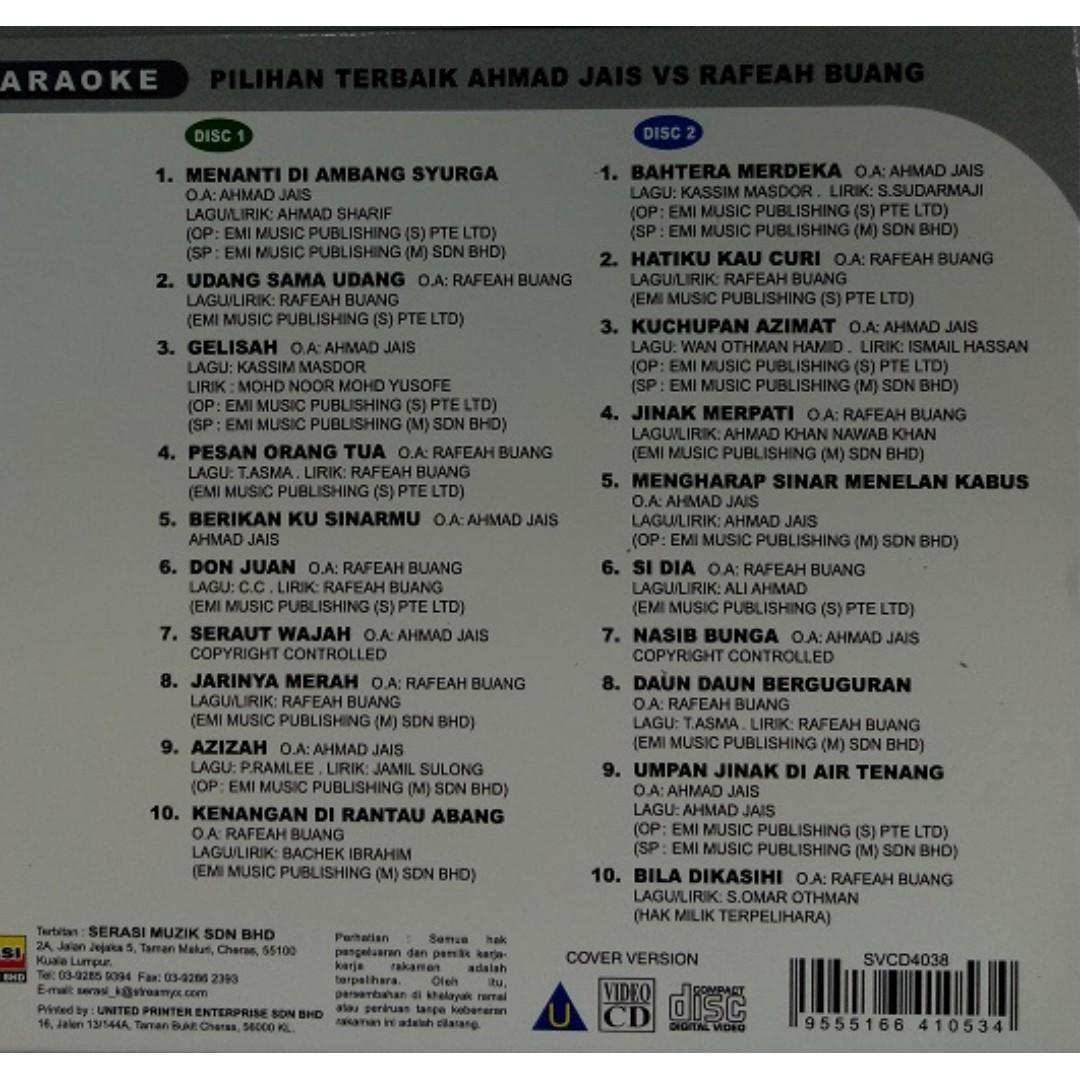 ARAOKE
PILIHAN TERBAIK AHMAD JAIS VS RAFEAH BUANG
DISC 1
1. MENANTI DI AMBANG SYURGA
O.A: AHMAD JAIS
LAGU/LIRIK: AHMAD SHARIF
(OP : EMI MUSIC PUBLISHING (S) PTE LTD)
(SP : EMI MUSIC PUBLISHING (M) SDN BHD)
2. UDANG SAMA UDANG O.A: RAFEAH BUANG
LAGU/LIRIK: RAFEAH BUANG
(EMI MUSIC PUBLISHING (S) PTE LTD)
3. GELISAH O.A: AHMAD JAIS
LAGU: KASSIM MASDOR
LIRIK : MOHD NOOR MOHD YUSOFE
(OP : EMI MUSIC PUBLISHING (S) PTE LTD)
(SP : EMI MUSIC PUBLISHING (M) SDN BHD)
4. PESAN ORANG TUA O.A: RAFEAH BUANG
LAGU: T.ASMA . LIRIK: RAFEAH BUANG
(EMI MUSIC PUBLISHING (S) PTE LTD)
5. BERIKAN KU SINARMU O.A: AHMAD JAIS
AHMAD JAIS
6. DON JUAN O.A: RAFEAH BUANG
LAGU: C.C . LIRIK: RAFEAH BUANG
(EMI MUSIC PUBLISHING (S) PTE LTD)
7. SERAUT WAJAH O.A: AHMAD JAIS
COPYRIGHT CONTROLLED
8. JARINYA MERAH O.A: RAFEAH BUANG
LAGU/LIRIK: RAFEAH BUANG
(EMI MUSIC PUBLISHING (M) SDN BHD)
9. AZIZAH O.A: AHMAD JAIS
LAGU: P.RAMLEE . LIRIK: JAMIL SULONG
(OP : EMI MUSIC PUBLISHING (M) SDN BHD)
10. KENANGAN DI RANTAU ABANG
O.A: RAFEAH BUANG
LAGU/LIRIK: BACHEK IBRAHIM
(EMI MUSIC PUBLISHING (M) SDN BHD)
DISC 2
1. BAHTERA MERDEKA O.A: AHMAD JAIS
LAGU: KASSIM MASDOR . LIRIK: S.SUDARMAJI
(OP : EMI MUSIC PUBLISHING (S) PTE LTD)
(SP : EMI MUSIC PUBLISHING (M) SDN BHD)
2. HATIKU KAU CURI O.A: RAFEAH BUANG
LAGU/LIRIK: RAFEAH BUANG
(EMI MUSIC PUBLISHING (S) PTE LTD)
3. KUCHUPAN AZIMAT O.A: AHMAD JAIS
LAGU: WAN OTHMAN HAMID . LIRIK: ISMAIL HASSAN
(OP : EMI MUSIC PUBLISHING (S) PTE LTD)
(SP : EMI MUSIC PUBLISHING (M) SDN BHD)
4. JINAK MERPATI O.A: RAFEAH BUANG
LAGU/LIRIK: AHMAD KHAN NAWAB KHAN
(EMI MUSIC PUBLISHING (M) SDN BHD)
5. MENGHARAP SINAR MENELAN KABUS
O.A: AHMAD JAIS
LAGU/LIRIK: AHMAD JAIS
(OP : EMI MUSIC PUBLISHING (M) SDN BHD)
6. SI DIA O.A: RAFEAH BUANG
LAGU/LIRIK: ALI AHMAD
(EMI MUSIC PUBLISHING (S) PTE LTD)
7. NASIB BUNGA O.A: AHMAD JAIS
COPYRIGHT CONTROLLED
8. DAUN DAUN BERGUGURAN
O.A: RAFEAH BUANG
LAGU: T.ASMA . LIRIK: RAFEAH BUANG
(EMI MUSIC PUBLISHING (M) SDN BHD)
9. UMPAN JINAK DI AIR TENANG
O.A: AHMAD JAIS
LAGU: AHMAD JAIS
(OP : EMI MUSIC PUBLISHING (S) PTE LTD)
(SP : EMI MUSIC PUBLISHING (M) SDN BHD)
10. BILA DIKASIHI O.A: RAFEAH BUANG
LAGU/LIRIK: S.OMAR OTHMAN
(HAK MILIK TERPELIHARA)
SI
BHD
Terbitan : SERASI MUZIK SDN BHD
2A, Jalan Jejaka 5, Taman Maluri, Cheras, 55100
Kuala Lumpur.
Tel: 03-9285 9394 Fax: 03-9286 2393
E-mail: serasi_k@streamyx.com
Printed by : UNITED PRINTER ENTERPRISE SDN BHD
16, Jalan 13/144A, Taman Bukit Cheras, 56000 KL.
Perhatian : Semua hak
pengeluaran dan pemilik kerja-
kerja rakaman adalah
terpelihara. Oleh itu,
persembahan di khalayak ramai
atau peniruan tanpa kebenaran
rakaman ini adalah dilarang.
COVER VERSION
U
VIDEO
CD
COMPACT
disc
DIGITAL VIDEO
SVCD4038
9555166 410534